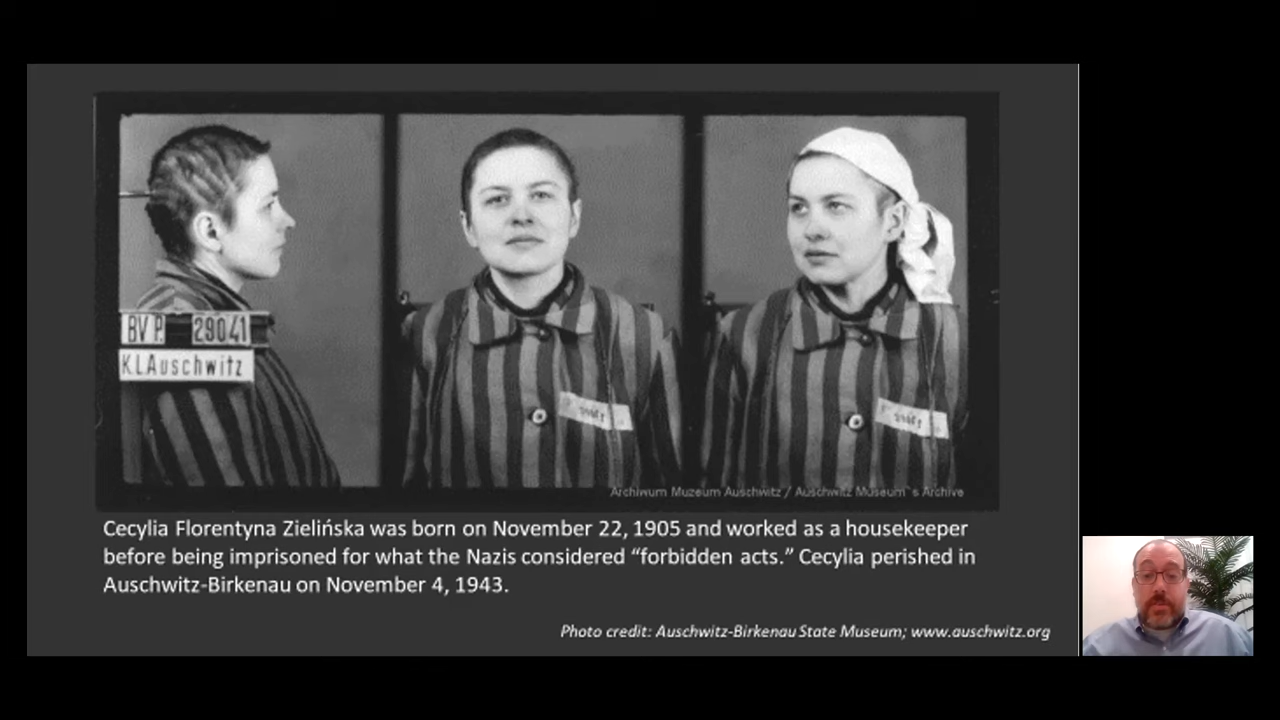 BV P. 29041
K.L.Auschwitz
Archiwum Muzeum Auschwitz / Auschwitz Museum`s Archive
Cecylia Florentyna Zielińska was born on November 22, 1905 and worked as a housekeeper
before being imprisoned for what the Nazis considered “forbidden acts.” Cecylia perished in
Auschwitz-Birkenau on November 4, 1943.
Photo credit: Auschwitz-Birkenau State Museum; www.auschwitz.org